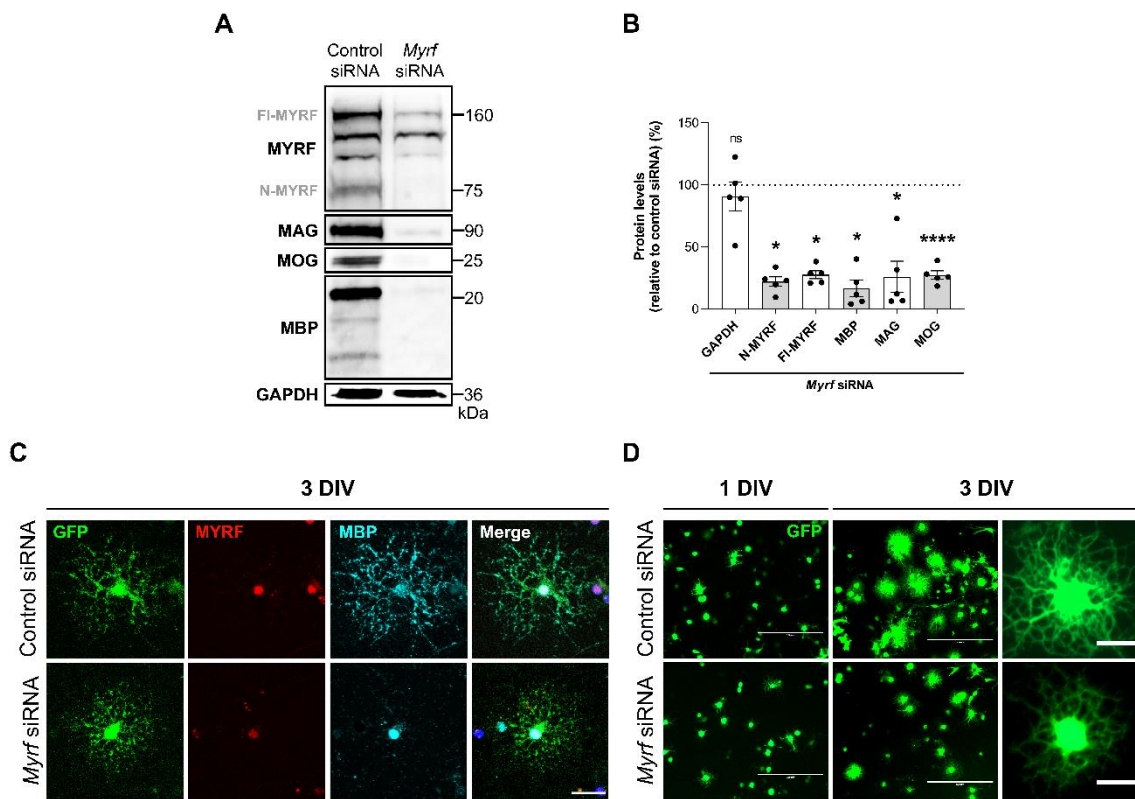 A
Control
siRNA
Myrf
siRNA
Fl-MYRF
MYRF
N-MYRF
160
75
MAG
90
MOG
25
MBP
20
GAPDH
36
kDa
B
Protein levels
(relative to control siRNA) (%)
150
100
50
0
ns
*
*
*
*
****
GAPDH
N-MYRF
Fl-MYRF
MBP
MAG
MOG
Myrf siRNA
C
3 DIV
Control siRNA
GFP
MYRF
MBP
Merge
Myrf siRNA
D
1 DIV
3 DIV
Control siRNA
GFP
Myrf siRNA